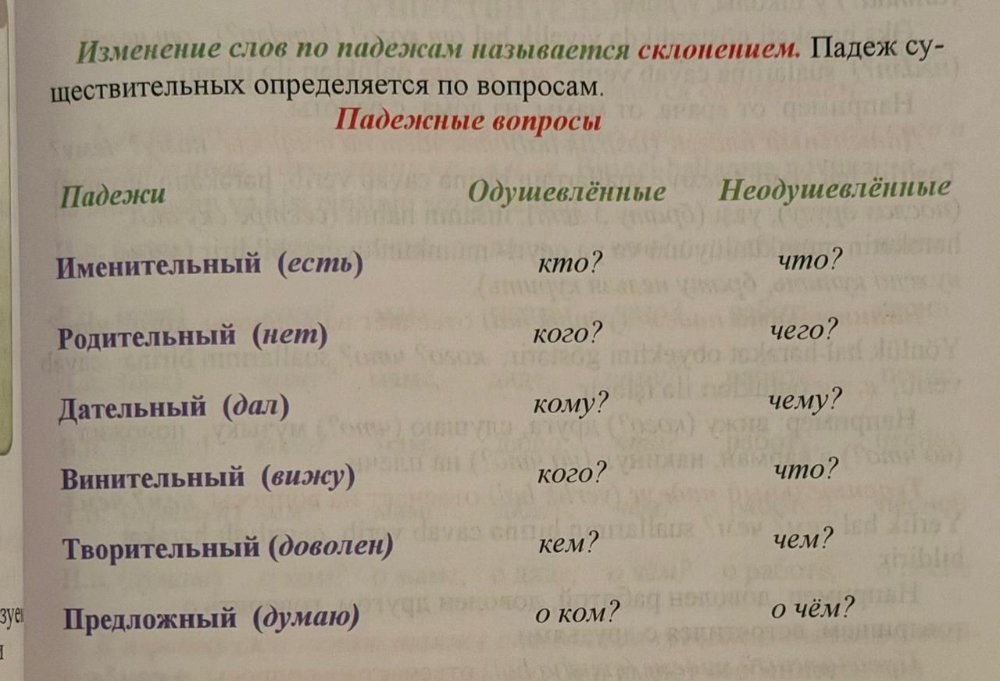 Изменение слов по падежам называется склонением. Падеж су-
ществительных определяется по вопросам.
Падежные вопросы
Падежи Одушевлённые Неодушевлённые
Именительный (есть) кто? что?
Родительный (нет) кого? чего?
Дательный (дал) кому? чему?
Винительный (вижу) кого? что?
Творительный (доволен) кем? чем?
Предложный (думаю) о ком? о чём?